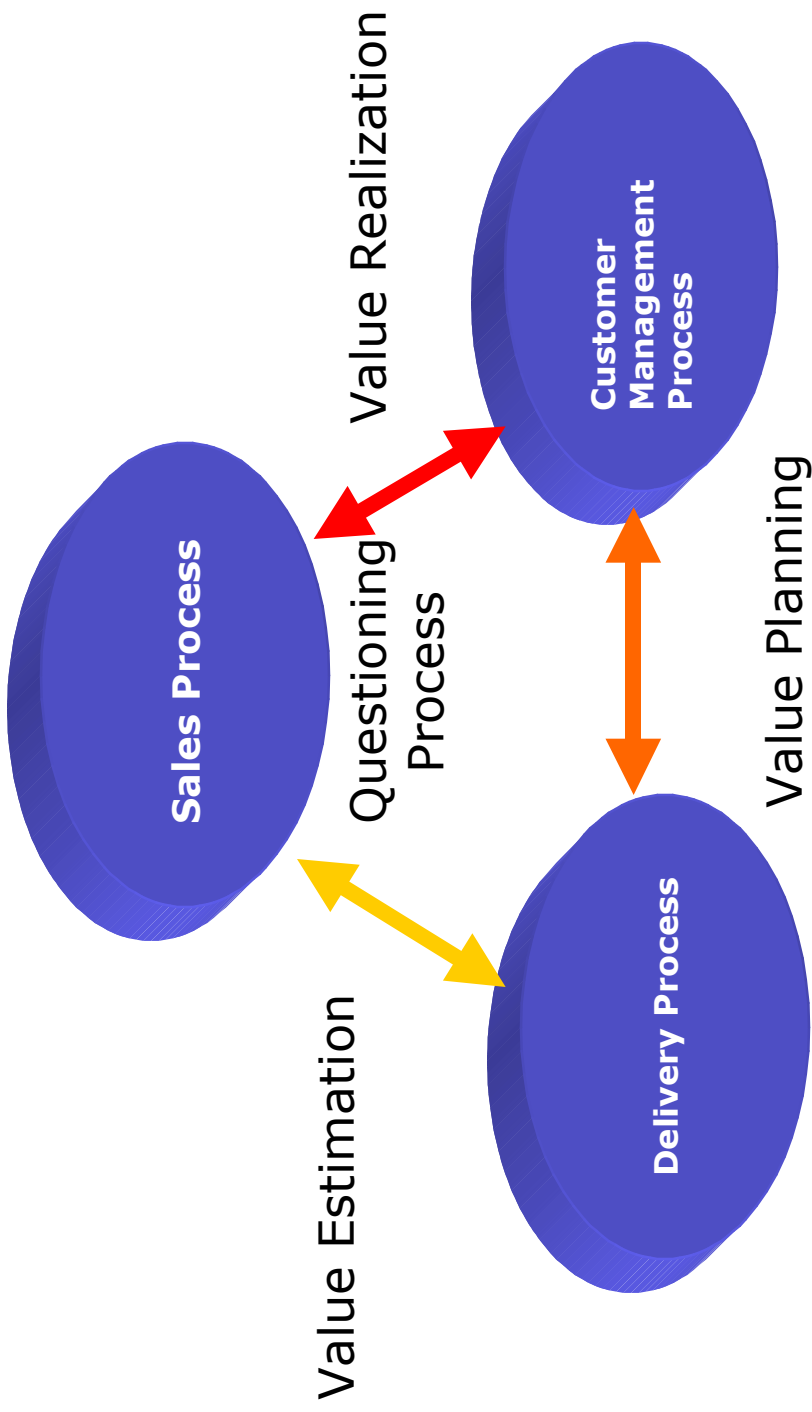 Sales Process
Value Estimation
Questioning
Process
Value Realization
Delivery Process
Customer
Management
Process
Value Planning